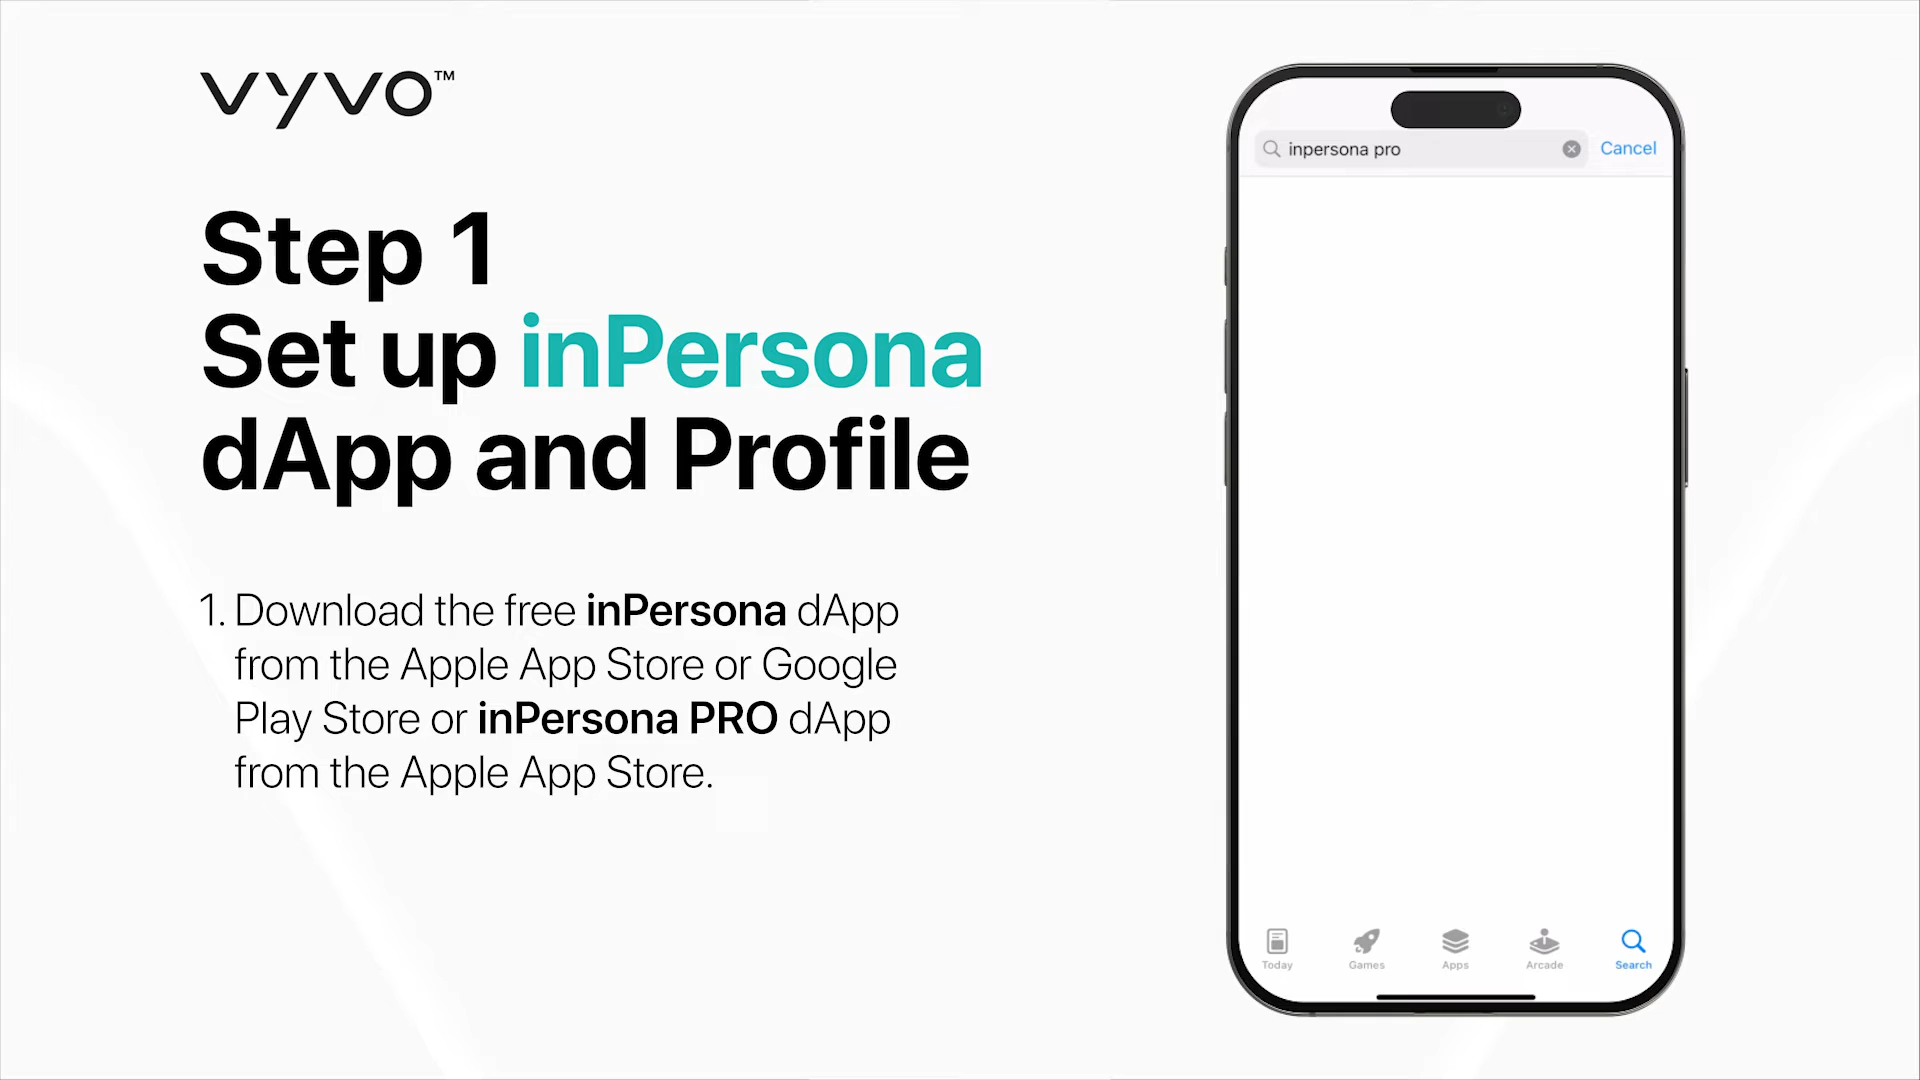 vyvo™
Step 1
Set up inPersona
dApp and Profile
1. Download the free inPersona dApp
from the Apple App Store or Google
Play Store or inPersona PRO dApp
from the Apple App Store.
inpersona pro Cancel
Today Games Apps Arcade Search